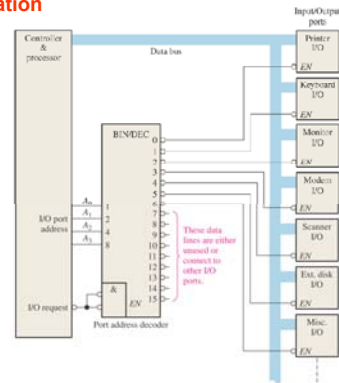 ation
Input/Output
ports
Controller
&
processor
Data bus
Printer
I/O
EN
Keyboard
I/O
EN
BIN/DEC
Monitor
I/O
EN
0
1
2
3
4
5
6
7
8
9
10
11
12
13
14
15
Modem
I/O
EN
I/O port
address
A0
A1
A2
A3
1
2
4
8
These data
lines are either
unused or
connect to
other I/O
ports.
Scanner
I/O
EN
Ext. disk
I/O
EN
I/O request
&
EN
Port address decoder
Misc.
I/O
EN